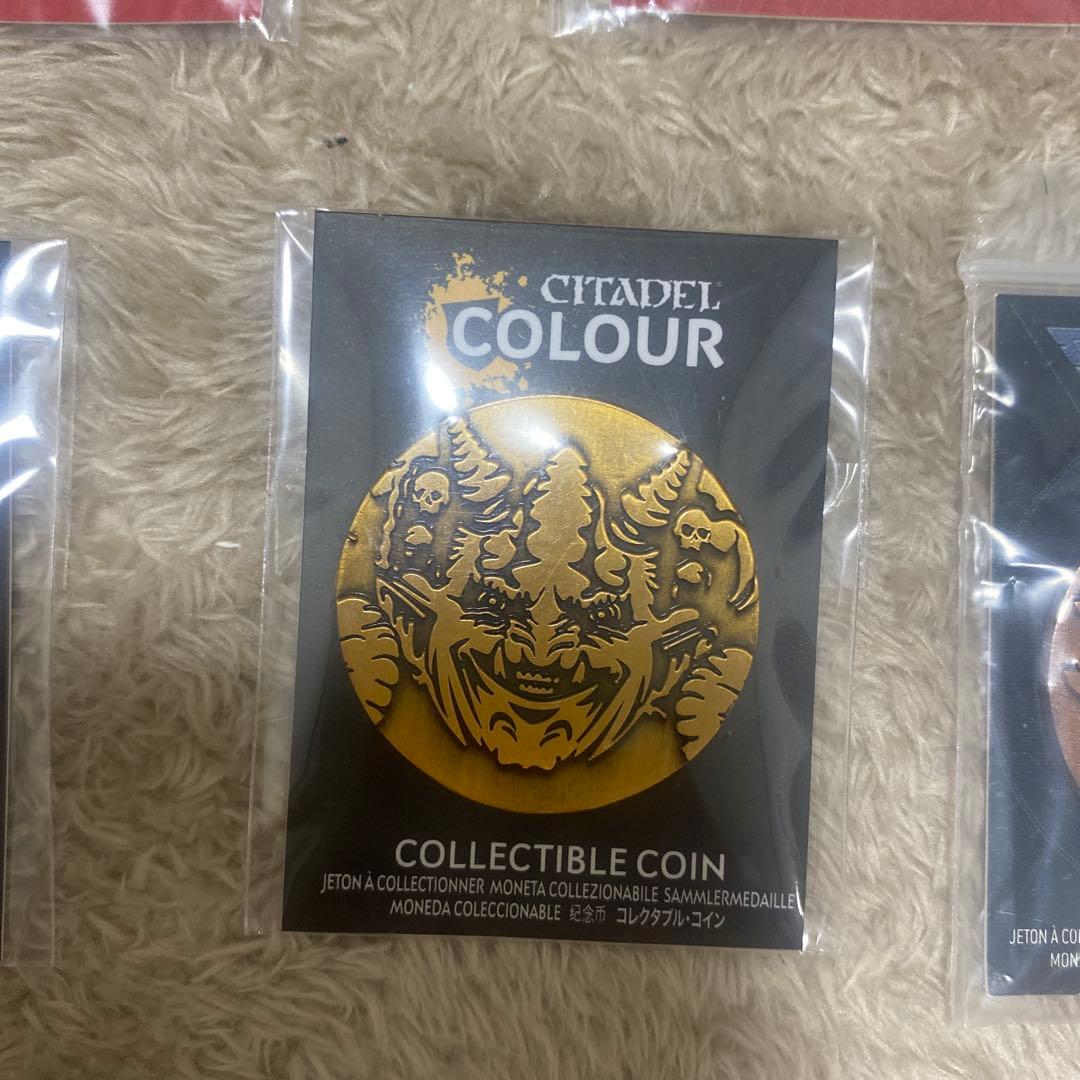 CITADEL
COLOUR
COLLECTIBLE COIN
JETON À COLLECTIONNER MONETA COLLEZIONABILE SAMMLERMEDAILLE
MONEDA COLECCIONABLE 纪念币 コレクタブル・コイン
JETON À CO
MON